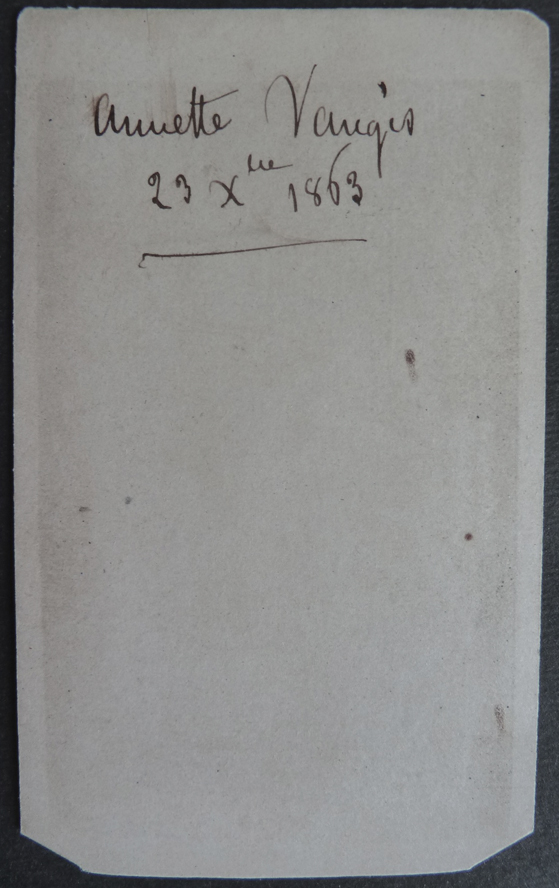 Annette Vaugis
23 Xbre 1863